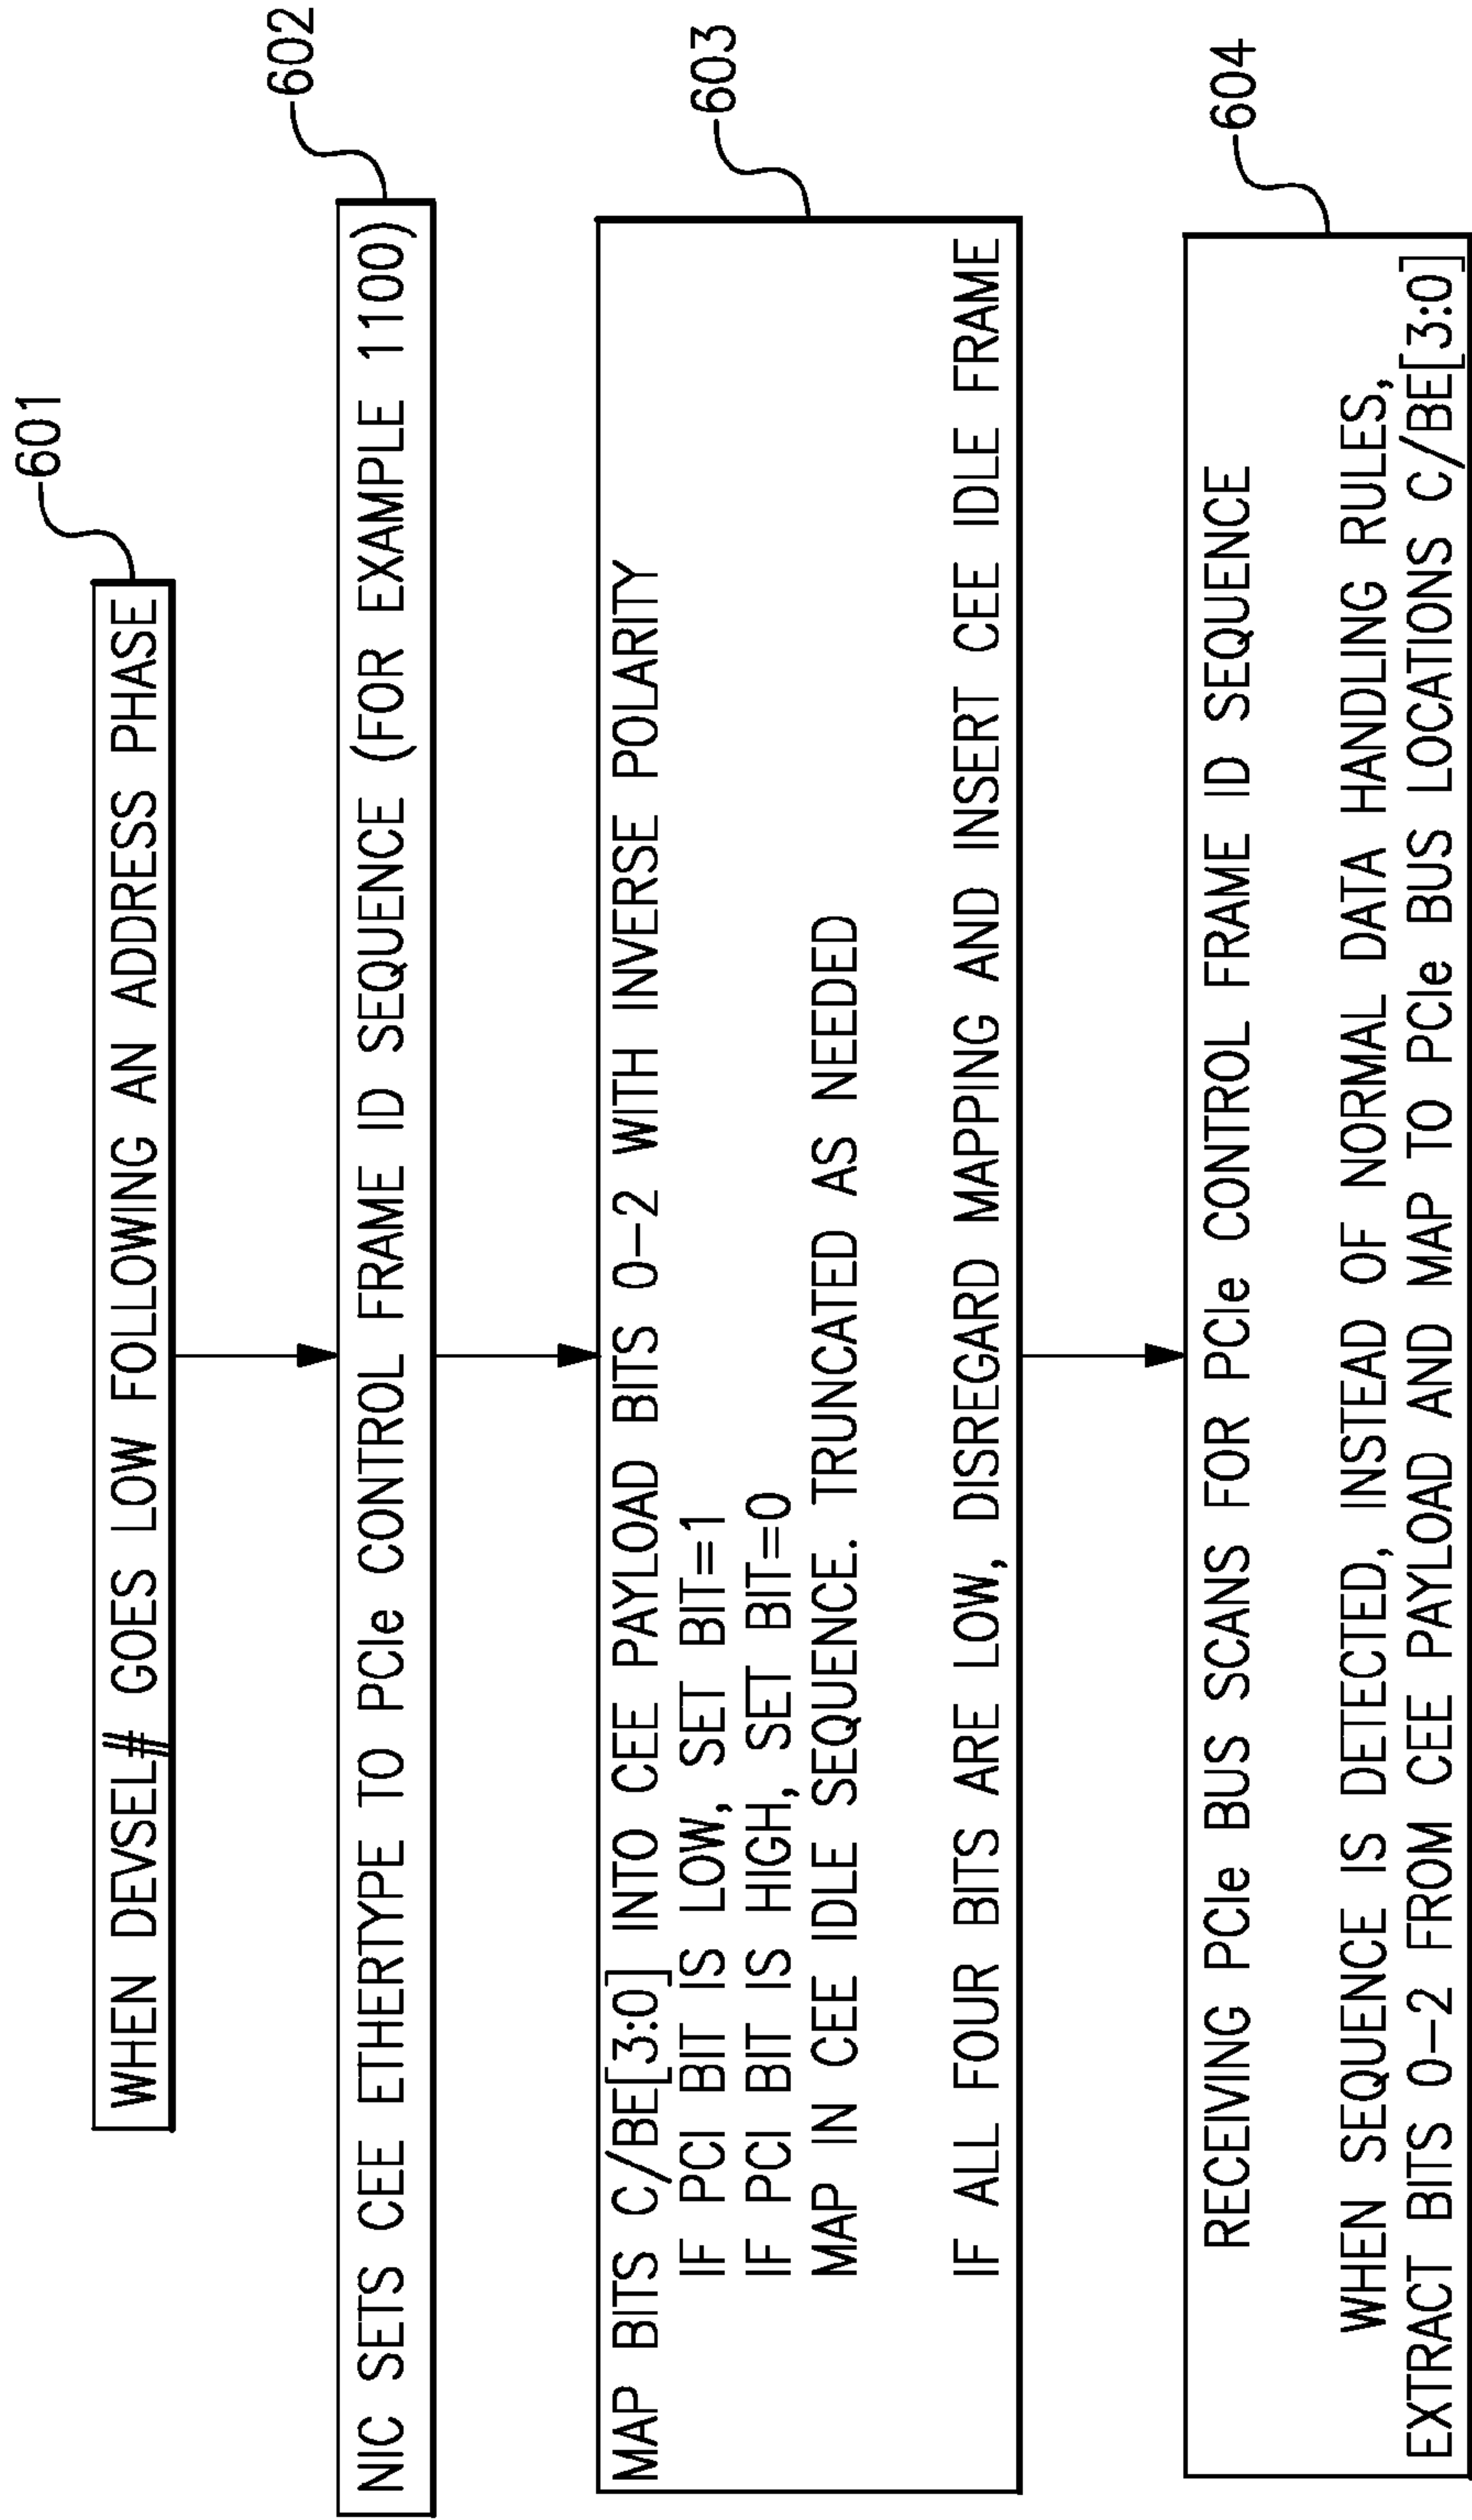 601
WHEN DEVSEL# GOES LOW FOLLOWING AN ADDRESS PHASE
602
NIC SETS CEE ETHERTYPE TO PCIe CONTROL FRAME ID SEQUENCE (FOR EXAMPLE 1100)
603
MAP BITS C/BE[3:0] INTO CEE PAYLOAD BITS 0-2 WITH INVERSE POLARITY
IF PCI BIT IS LOW, SET BIT=1
IF PCI BIT IS HIGH, SET BIT=0
MAP IN CEE IDLE SEQUENCE. TRUNCATED AS NEEDED
IF ALL FOUR BITS ARE LOW, DISREGARD MAPPING AND INSERT CEE IDLE FRAME
604
RECEIVING PCIe BUS SCANS FOR PCIe CONTROL FRAME ID SEQUENCE
WHEN SEQUENCE IS DETECTED, INSTEAD OF NORMAL DATA HANDLING RULES,
EXTRACT BITS 0-2 FROM CEE PAYLOAD AND MAP TO PCIe BUS LOCATIONS C/BE[3:0]